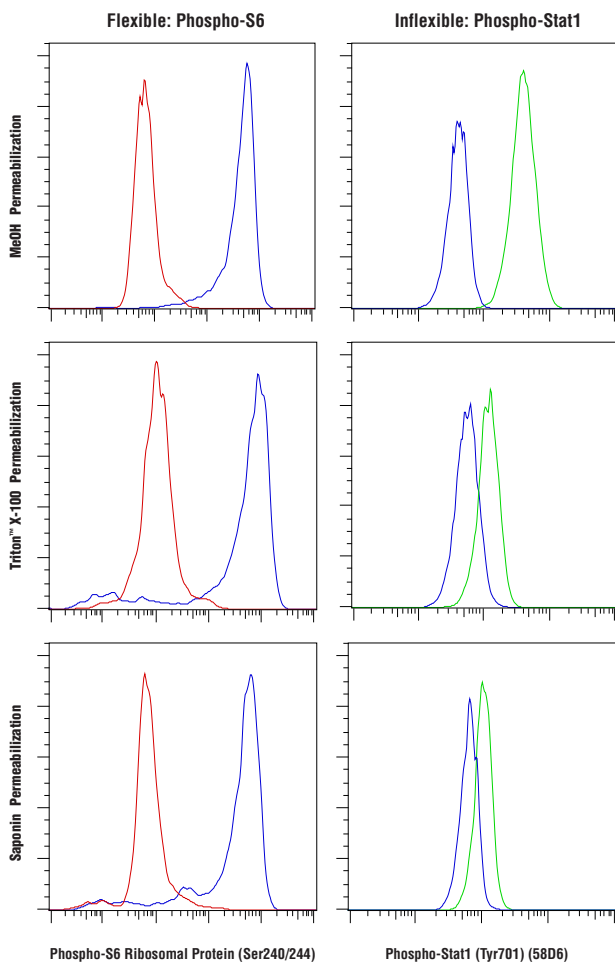 Flexible: Phospho-S6
Inflexible: Phospho-Stat1
MeOH Permeabilization
Triton™ X-100 Permeabilization
Saponin Permeabilization
Phospho-S6 Ribosomal Protein (Ser240/244)
Phospho-Stat1 (Tyr701) (58D6)